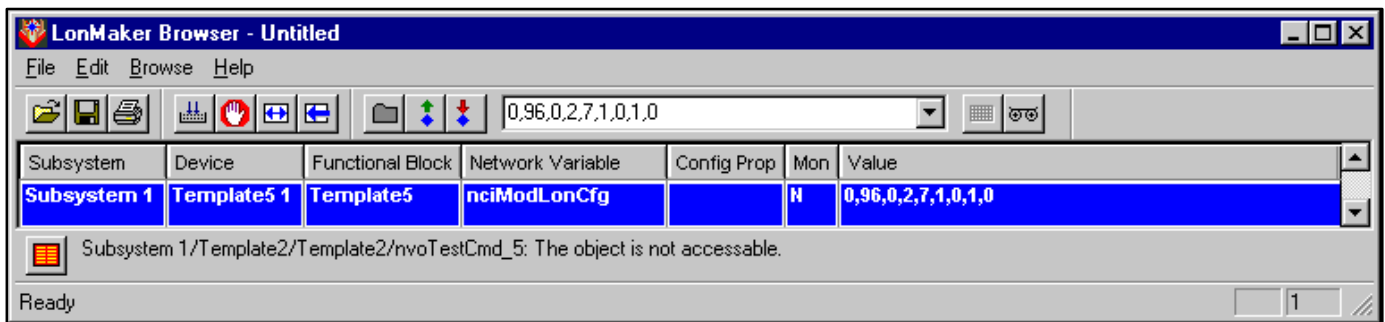 LonMaker Browser - Untitled
File Edit Browse Help
0,96,0,2,7,1,0,1,0
Subsystem Device Functional Block Network Variable Config Prop Mon Value
Subsystem 1 Template5 1 Template5 nciModLonCfg N 0,96,0,2,7,1,0,1,0
Subsystem 1/Template2/Template2/nvoTestCmd_5: The object is not accessable.
Ready 1